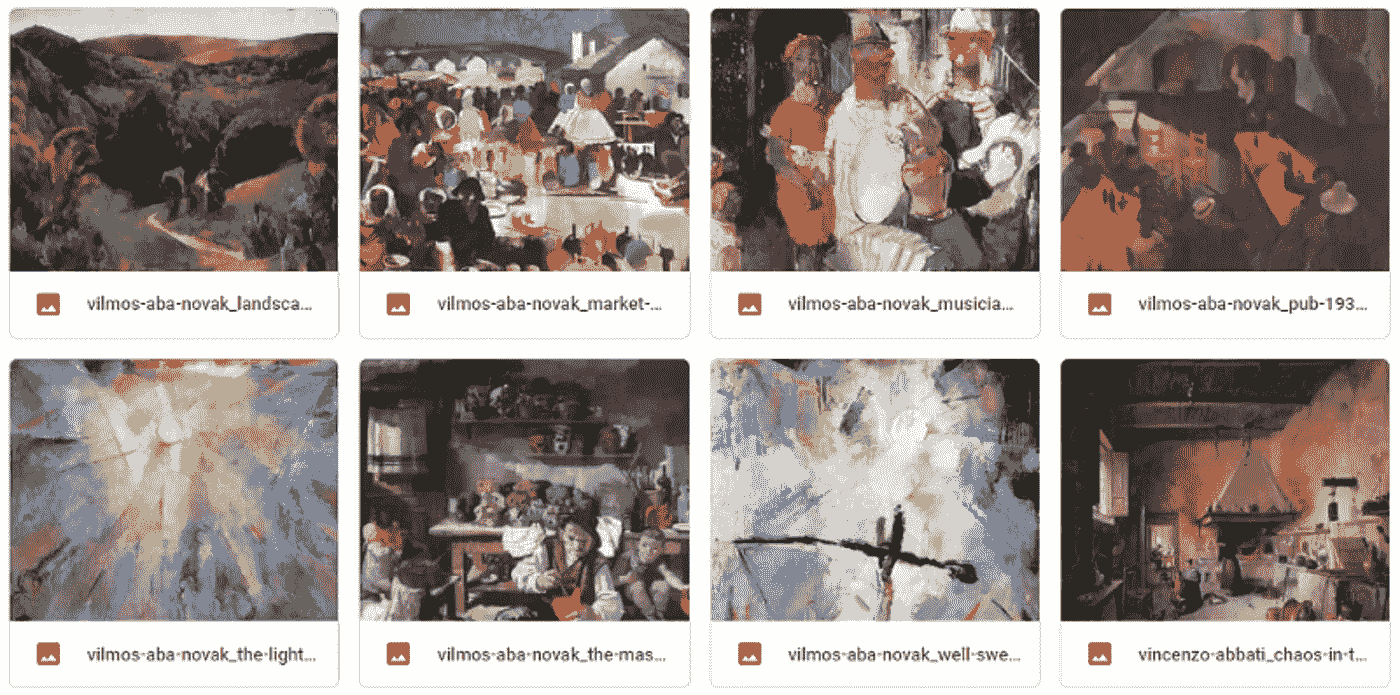 vilmos-aba-novak_landsca...
vilmos-aba-novak_market-...
vilmos-aba-novak_musicia...
vilmos-aba-novak_pub-193...
vilmos-aba-novak_the-light...
vilmos-aba-novak_the-mas...
vilmos-aba-novak_well-swe...
vincenzo-abbati_chaos-in-t...